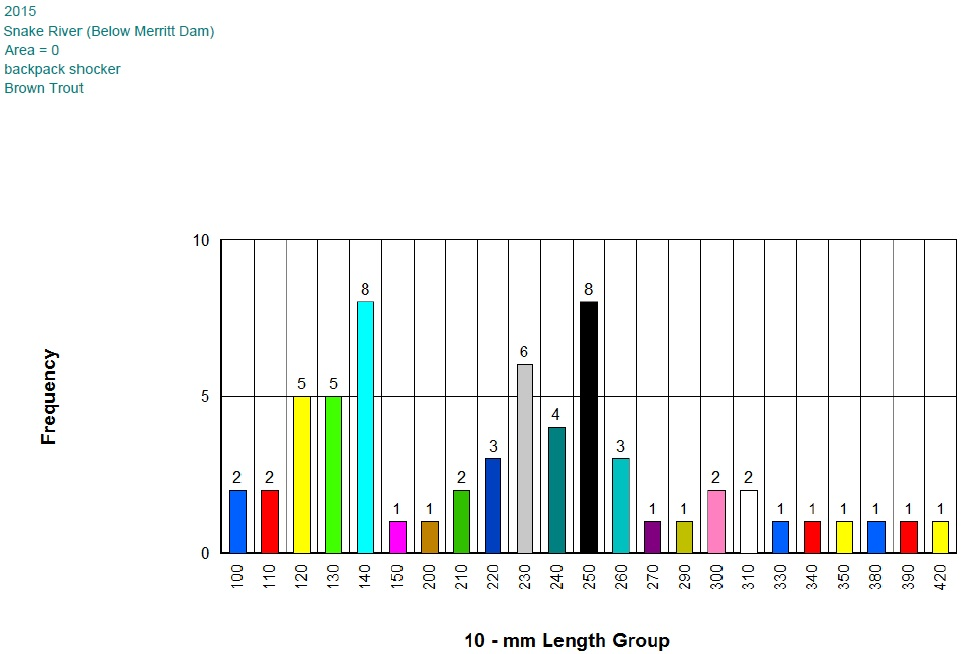 2015
Snake River (Below Merritt Dam)
Area = 0
backpack shocker
Brown Trout
10
5
0
Frequency
2 2 5 5 8 1 1 2 3 6 4 8 3 1 1 2 2 1 1 1 1 1 1
100 110 120 130 140 150 200 210 220 230 240 250 260 270 290 300 310 330 340 350 380 390 420
10 - mm Length Group